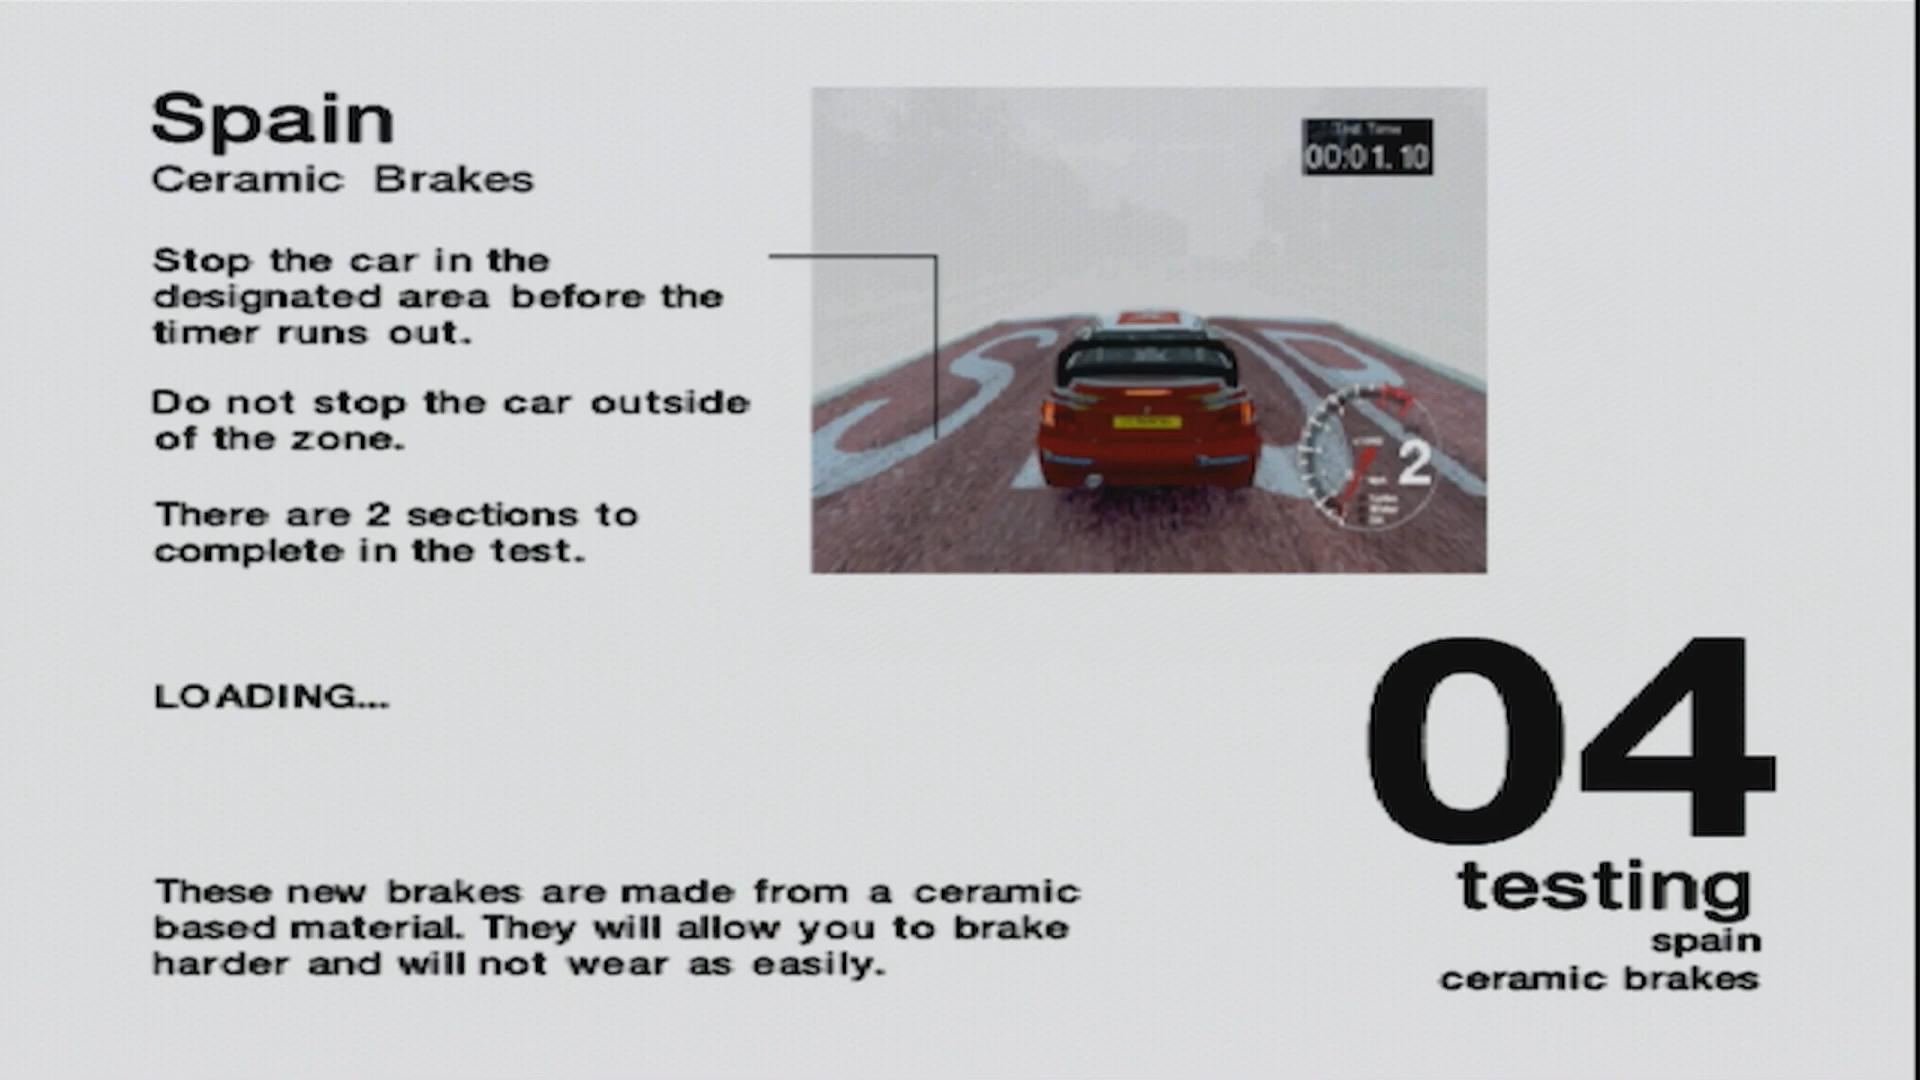 Spain
Ceramic Brakes
Stop the car in the
designated area before the
timer runs out.
Do not stop the car outside
of the zone.
There are 2 sections to
complete in the test.
Test Time
00:01.10
2
LOADING...
04
testing
spain
ceramic brakes
These new brakes are made from a ceramic
based material. They will allow you to brake
harder and will not wear as easily.